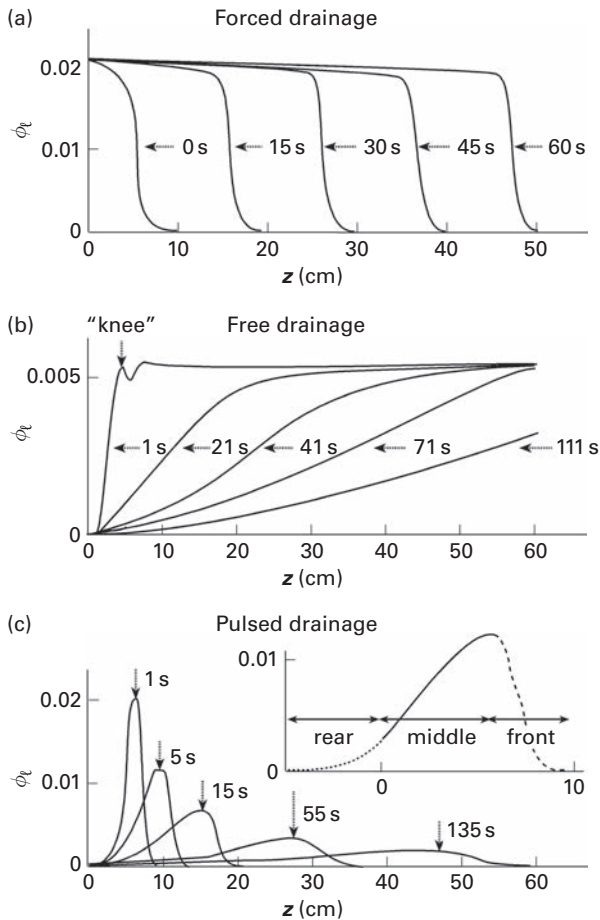 (a) Forced drainage
0.02
0.01
0
ϕℓ
0 s 15 s 30 s 45 s 60 s
0 10 20 30 40 50
z (cm)
(b) "knee" Free drainage
0.005
0
ϕℓ
1 s 21 s 41 s 71 s 111 s
0 10 20 30 40 50 60
z (cm)
(c) Pulsed drainage
0.02
0.01
0
ϕℓ
1 s
5 s
15 s
55 s
135 s
0.01
rear middle front
0 10
0 10 20 30 40 50 60
z (cm)